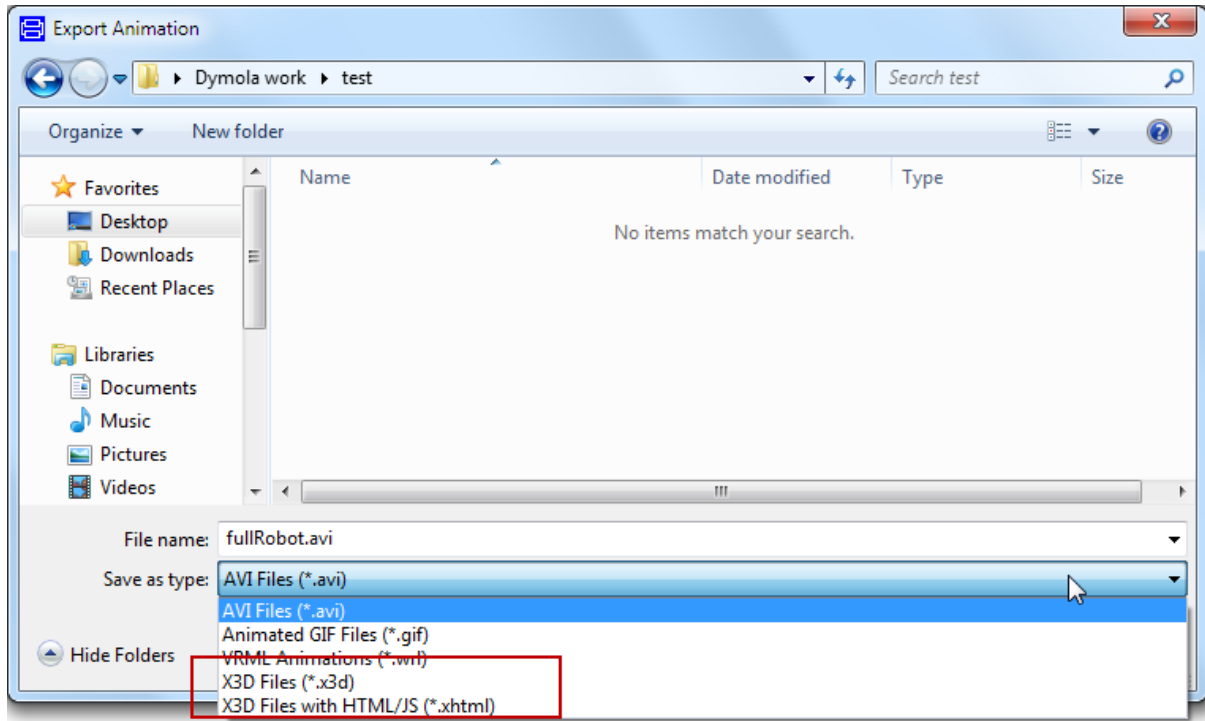 Export Animation
Dymola work test
Search test
Organize New folder
Name Date modified Type Size
Favorites
Desktop
Downloads
Recent Places
Libraries
Documents
Music
Pictures
Videos
No items match your search.
File name: fullRobot.avi
Save as type: AVI Files (*.avi)
AVI Files (*.avi)
Animated GIF Files (*.gif)
VRML Animations (*.wrl)
X3D Files (*.x3d)
X3D Files with HTML/JS (*.xhtml)
Hide Folders